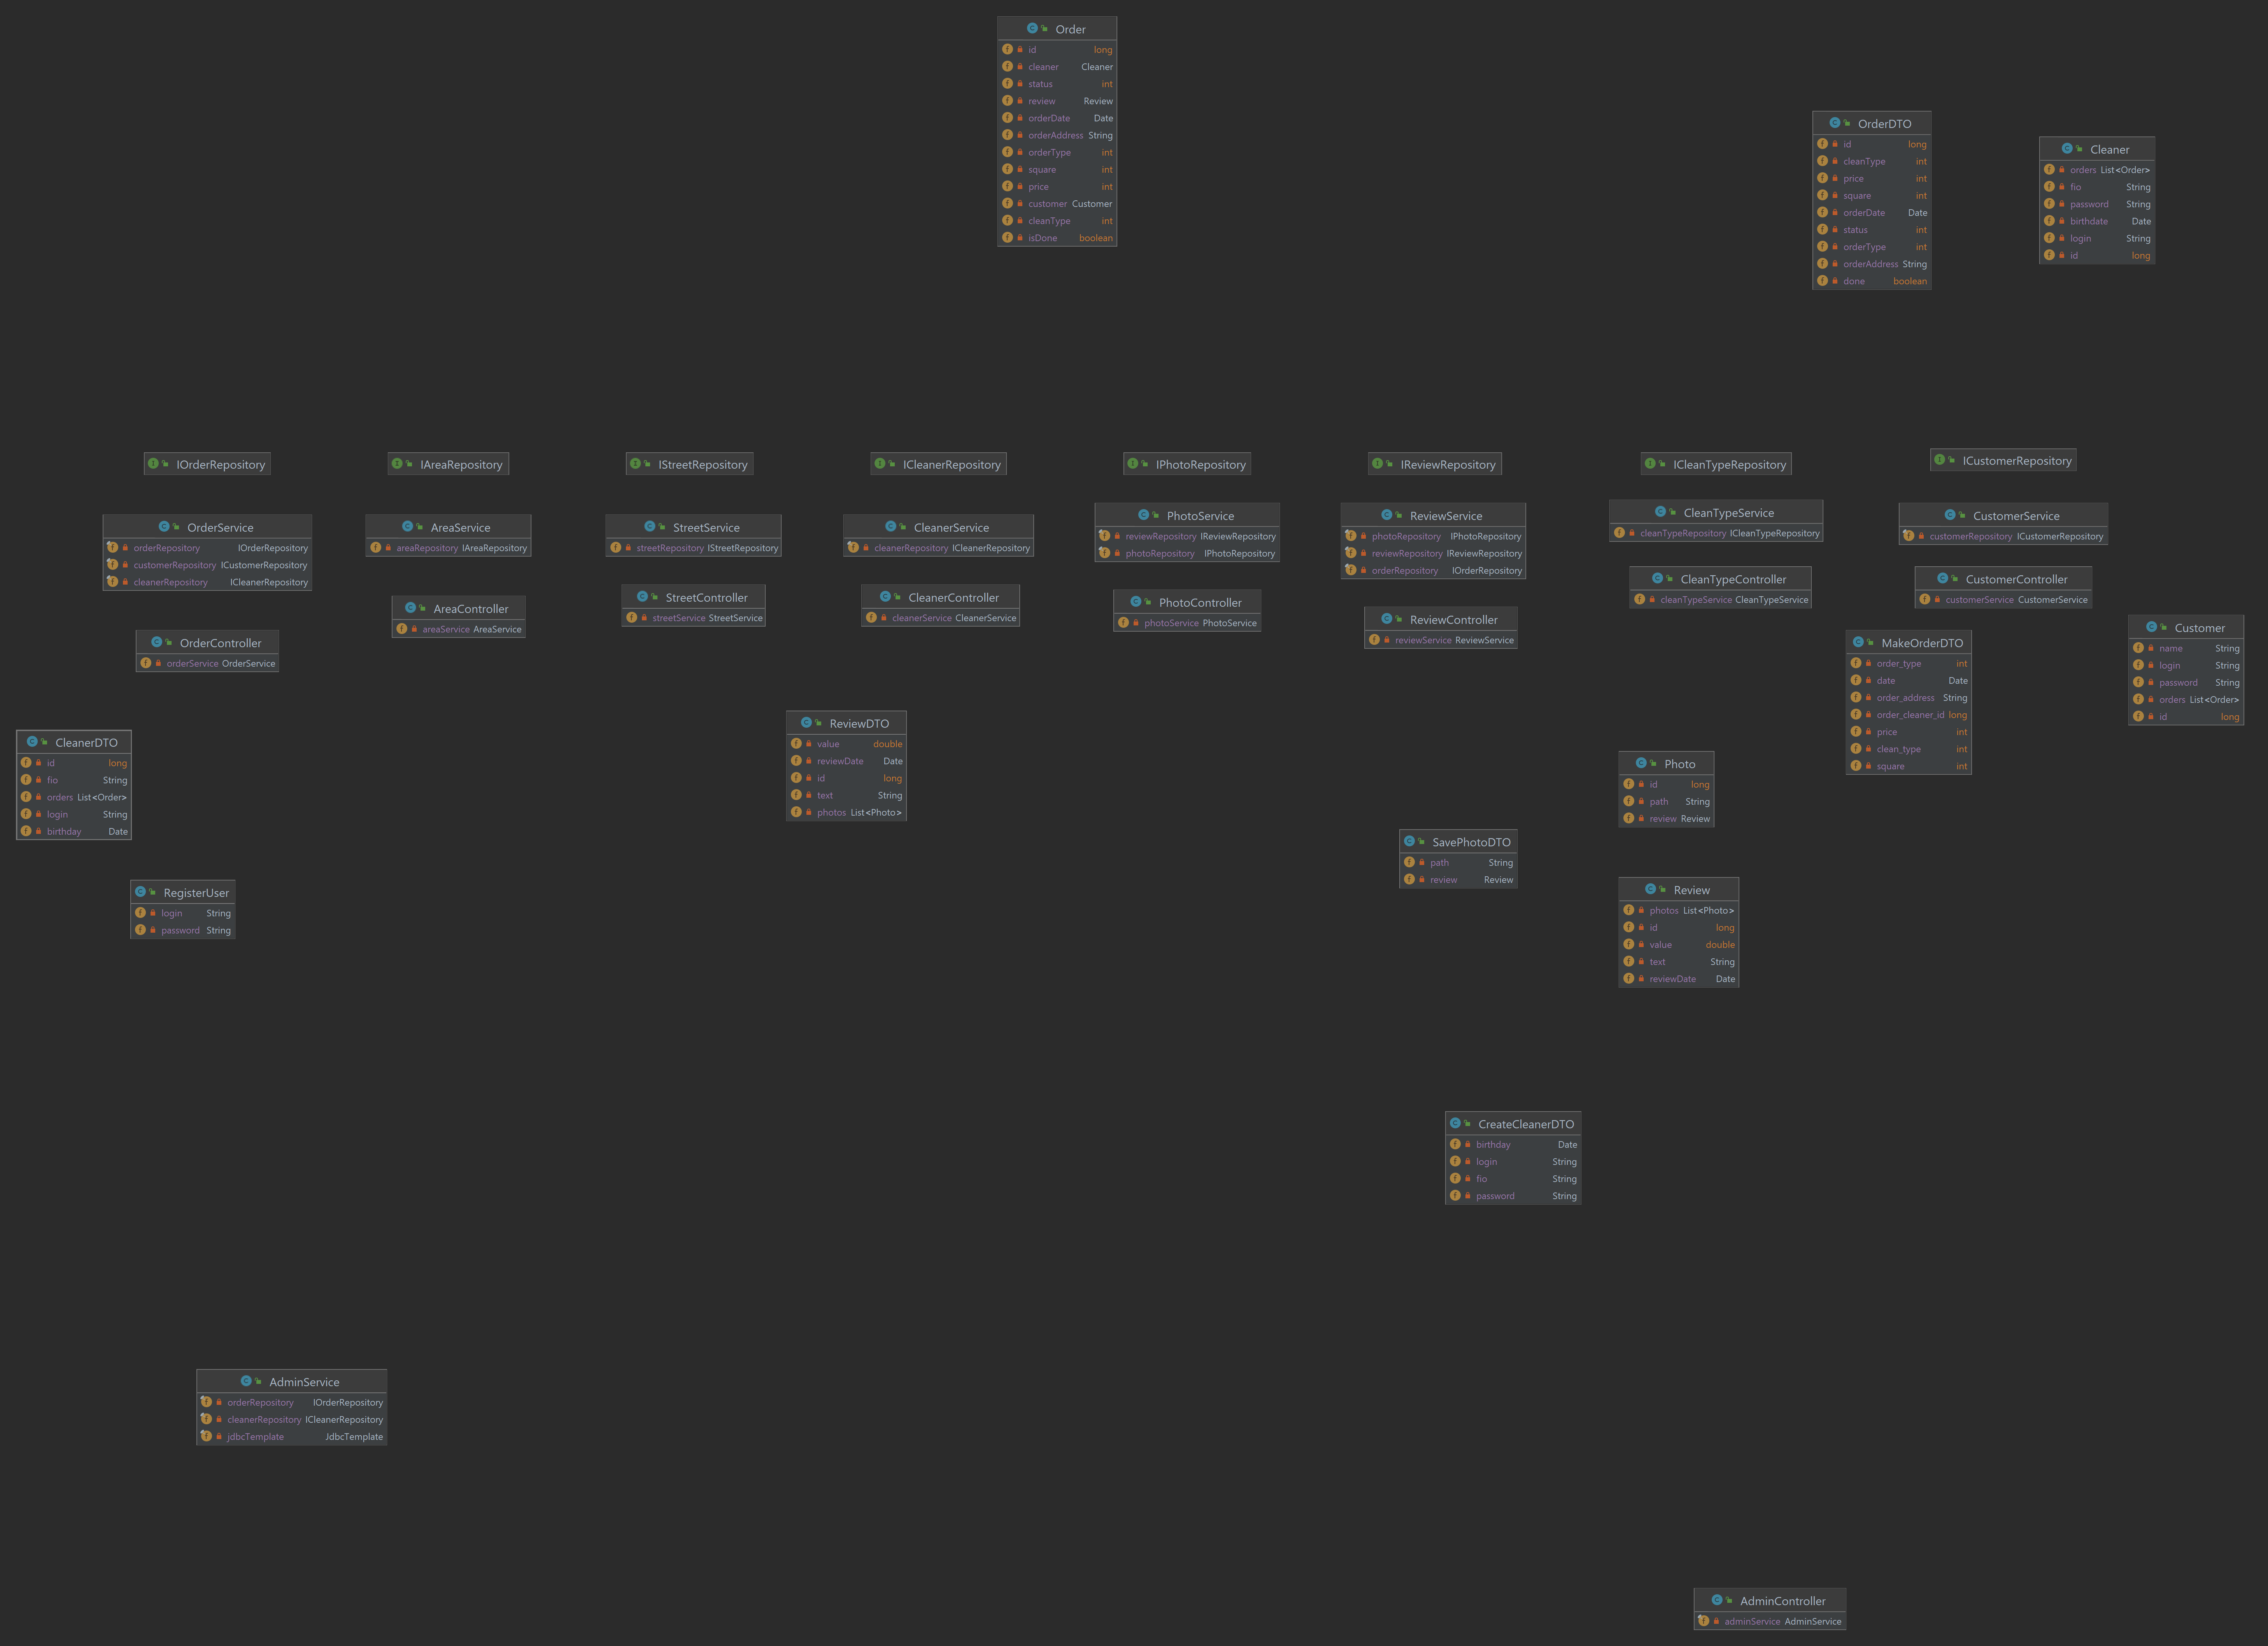 Order
id long
cleaner Cleaner
status int
review Review
orderDate Date
orderAddress String
orderType int
square int
price int
customer Customer
cleanType int
isDone boolean
OrderDTO
id long
cleanType int
price int
square int
orderDate Date
status int
orderType int
orderAddress String
done boolean
Cleaner
orders List<Order>
fio String
password String
birthdate Date
login String
id long
IOrderRepository
IAreaRepository
IStreetRepository
ICleanerRepository
IPhotoRepository
IReviewRepository
ICleanTypeRepository
ICustomerRepository
OrderService
orderRepository IOrderRepository
customerRepository ICustomerRepository
cleanerRepository ICleanerRepository
AreaService
areaRepository IAreaRepository
StreetService
streetRepository IStreetRepository
CleanerService
cleanerRepository ICleanerRepository
PhotoService
reviewRepository IReviewRepository
photoRepository IPhotoRepository
ReviewService
photoRepository IPhotoRepository
reviewRepository IReviewRepository
orderRepository IOrderRepository
CleanTypeService
cleanTypeRepository ICleanTypeRepository
CustomerService
customerRepository ICustomerRepository
OrderController
orderService OrderService
AreaController
areaService AreaService
StreetController
streetService StreetService
CleanerController
cleanerService CleanerService
PhotoController
photoService PhotoService
ReviewController
reviewService ReviewService
CleanTypeController
cleanTypeService CleanTypeService
CustomerController
customerService CustomerService
MakeOrderDTO
order_type int
date Date
order_address String
order_cleaner_id long
price int
clean_type int
square int
Customer
name String
login String
password String
orders List<Order>
id long
CleanerDTO
id long
fio String
orders List<Order>
login String
birthday Date
ReviewDTO
value double
reviewDate Date
id long
text String
photos List<Photo>
Photo
id long
path String
review Review
SavePhotoDTO
path String
review Review
RegisterUser
login String
password String
Review
photos List<Photo>
id long
value double
text String
reviewDate Date
CreateCleanerDTO
birthday Date
login String
fio String
password String
AdminService
orderRepository IOrderRepository
cleanerRepository ICleanerRepository
jdbcTemplate JdbcTemplate
AdminController
adminService AdminService